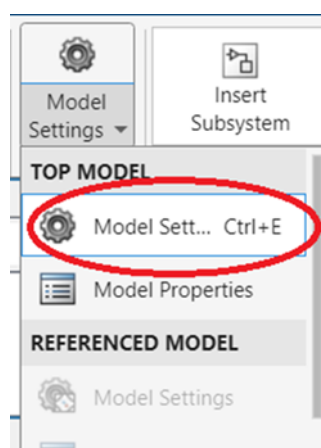 Model
Settings
Insert
Subsystem
TOP MODEL
Model Sett... Ctrl+E
Model Properties
REFERENCED MODEL
Model Settings